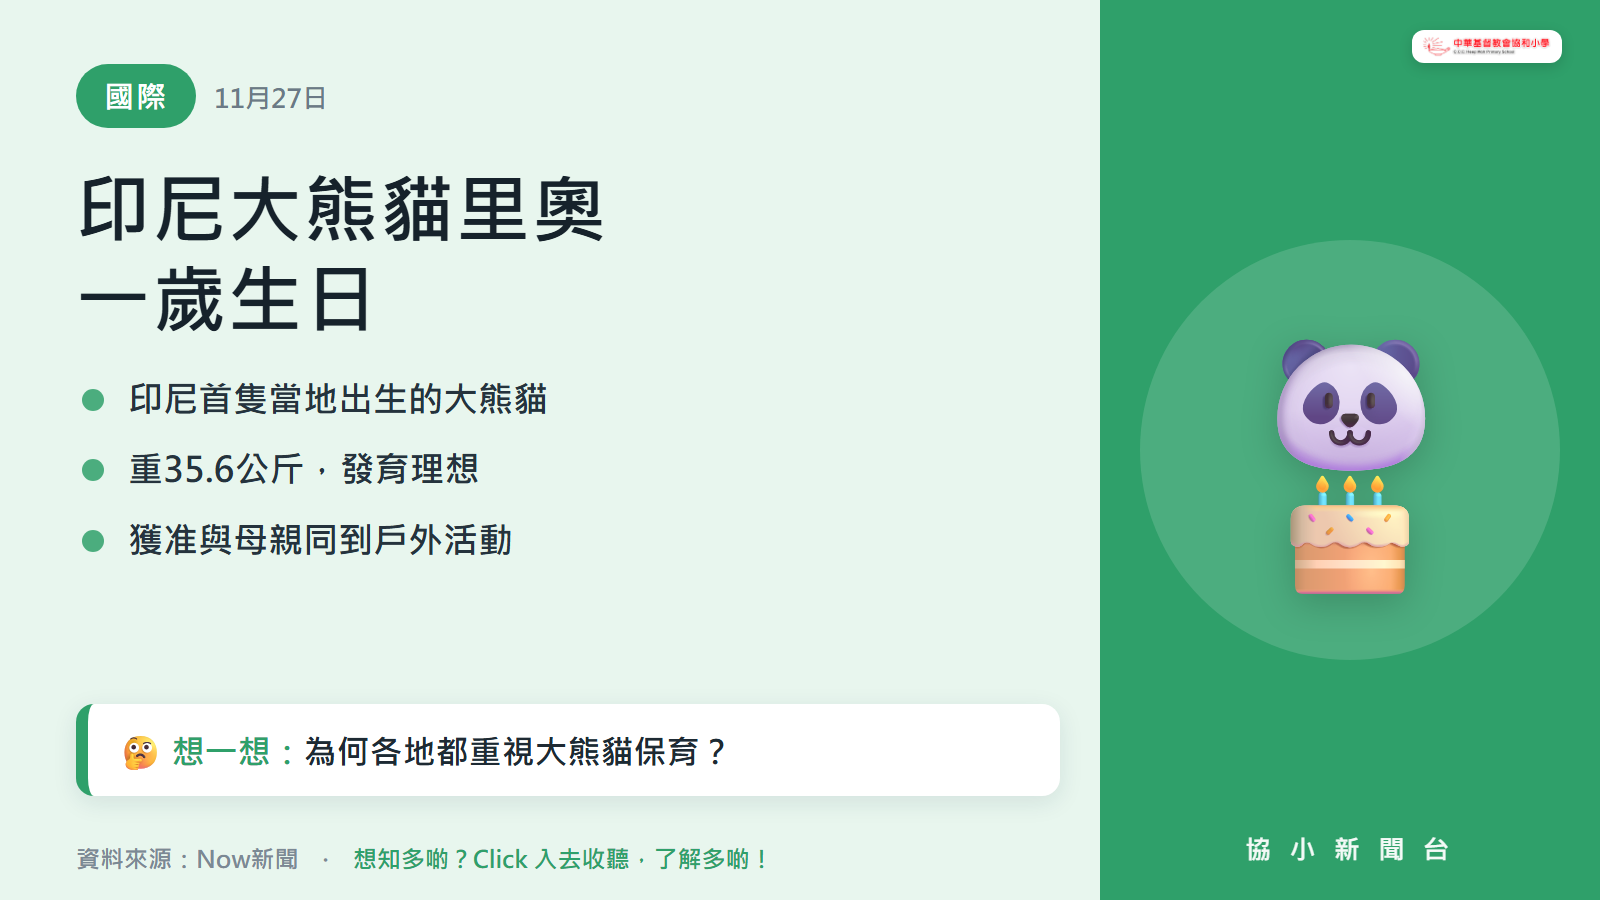 中華基督教會協和小學
國際
11月27日
印尼大熊貓里奧
一歲生日
印尼首隻當地出生的大熊貓
重35.6公斤，發育理想
獲准與母親同到戶外活動
想一想：為何各地都重視大熊貓保育？
資料來源：Now新聞 · 想知多啲？Click 入去收聽，了解多啲！
協小新聞台